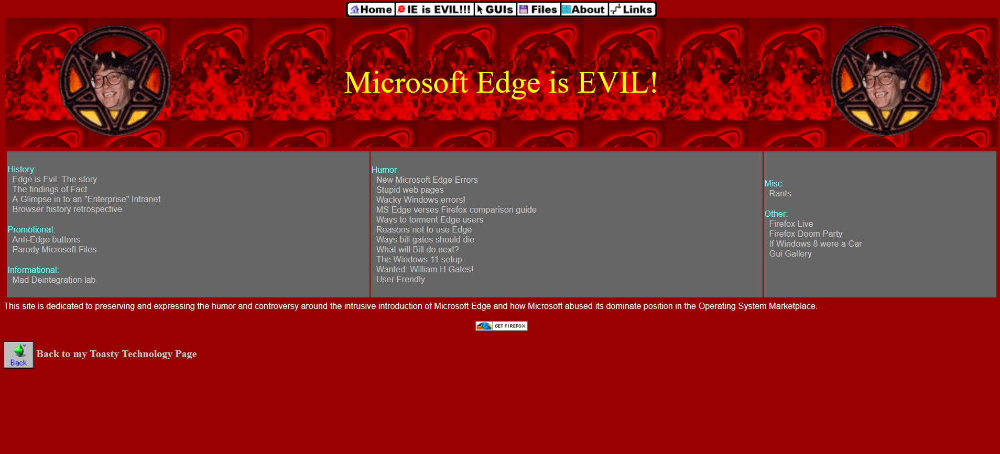 Home IE is EVIL!!! GUIs Files About Links
Microsoft Edge is EVIL!
History:
Edge is Evil: The story
The findings of Fact
A Glimpse in to an "Enterprise" Intranet
Browser history retrospective
Promotional:
Anti-Edge buttons
Parody Microsoft Files
Informational:
Mad Deintegration lab
Humor
New Microsoft Edge Errors
Stupid web pages
Wacky Windows errors!
MS Edge verses Firefox comparison guide
Ways to torment Edge users
Reasons not to use Edge
Ways bill gates should die
What will Bill do next?
The Windows 11 setup
Wanted: William H Gates!
User Frendly
Misc:
Rants
Other:
Firefox Live
Firefox Doom Party
If Windows 8 were a Car
Gui Gallery
This site is dedicated to preserving and expressing the humor and controversy around the intrusive introduction of Microsoft Edge and how Microsoft abused its dominate position in the Operating System Marketplace.
GET FIREFOX
Back
Back to my Toasty Technology Page